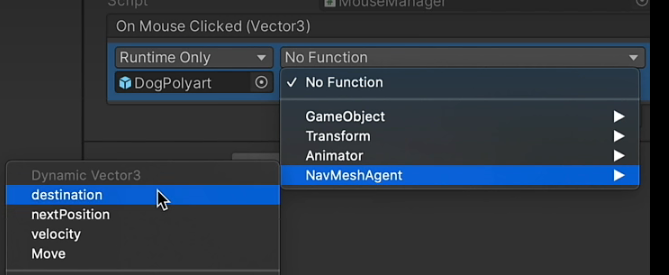 Script
MouseManager
On Mouse Clicked (Vector3)
Runtime Only
No Function
DogPolyart
✓ No Function
GameObject
Transform
Animator
NavMeshAgent
Dynamic Vector3
destination
nextPosition
velocity
Move